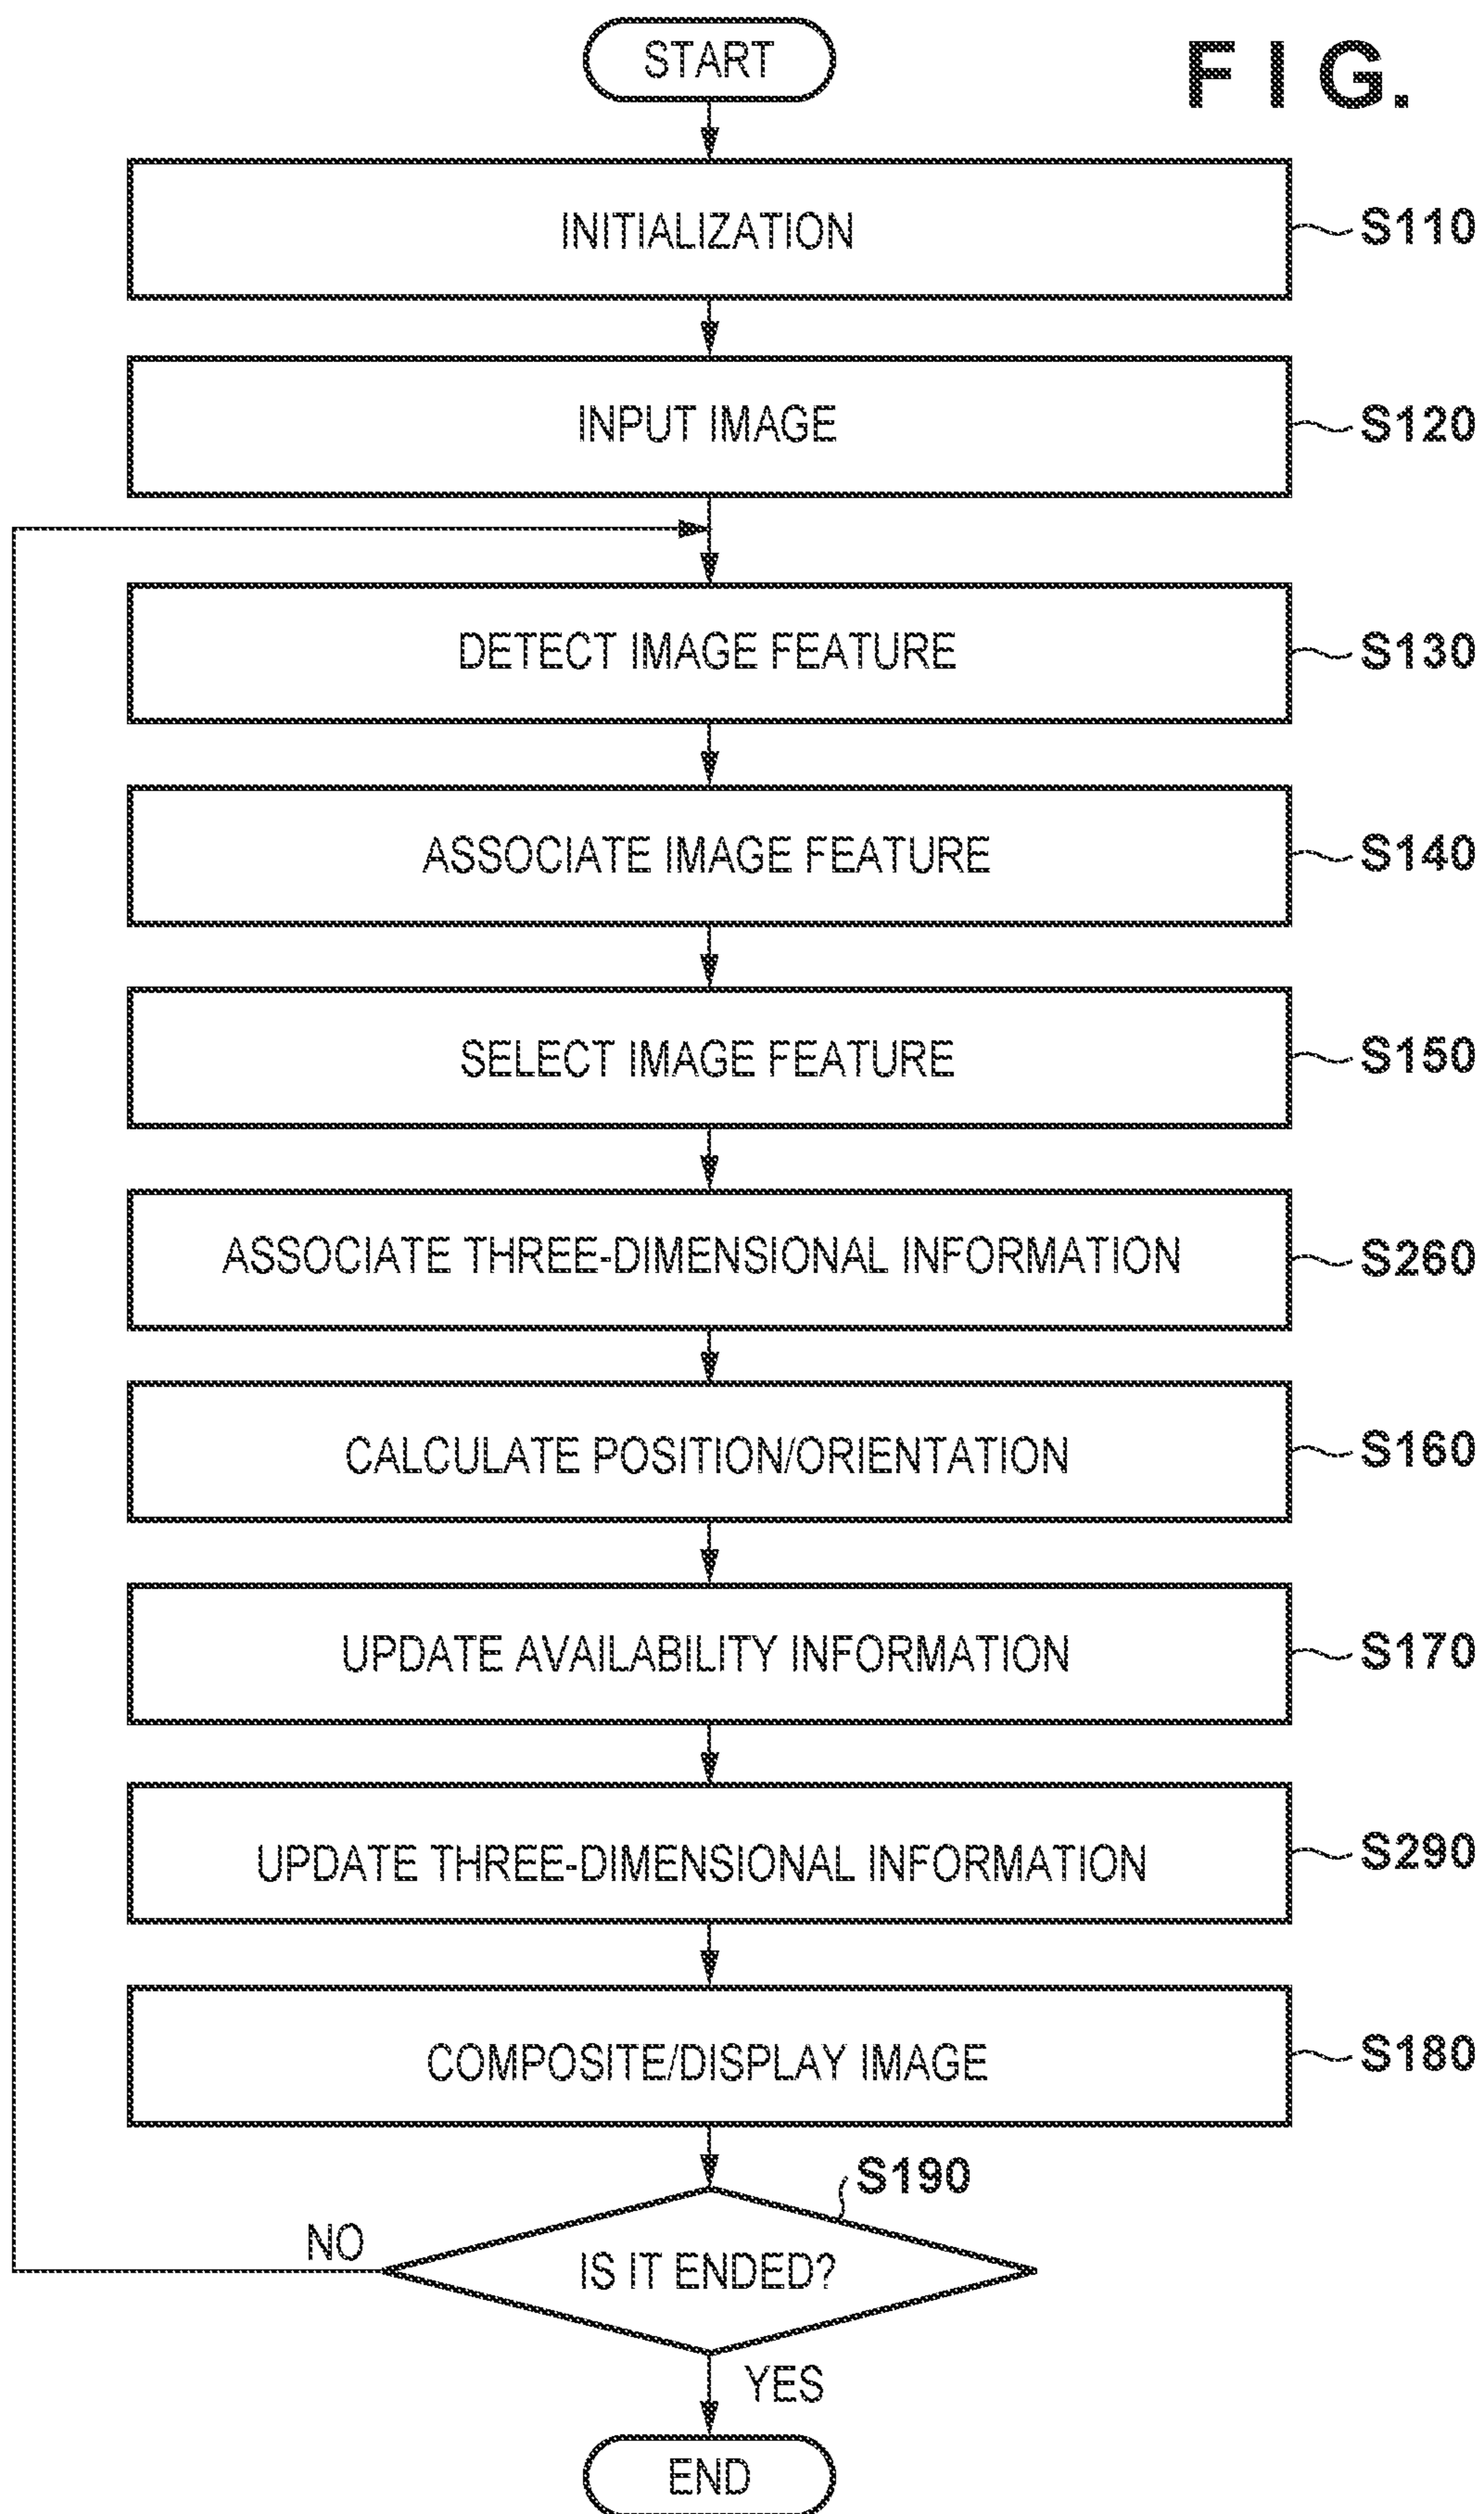 START
F I G.
INITIALIZATION
S110
INPUT IMAGE
S120
DETECT IMAGE FEATURE
S130
ASSOCIATE IMAGE FEATURE
S140
SELECT IMAGE FEATURE
S150
ASSOCIATE THREE-DIMENSIONAL INFORMATION
S260
CALCULATE POSITION/ORIENTATION
S160
UPDATE AVAILABILITY INFORMATION
S170
UPDATE THREE-DIMENSIONAL INFORMATION
S290
COMPOSITE/DISPLAY IMAGE
S180
S190
NO
IS IT ENDED?
YES
END